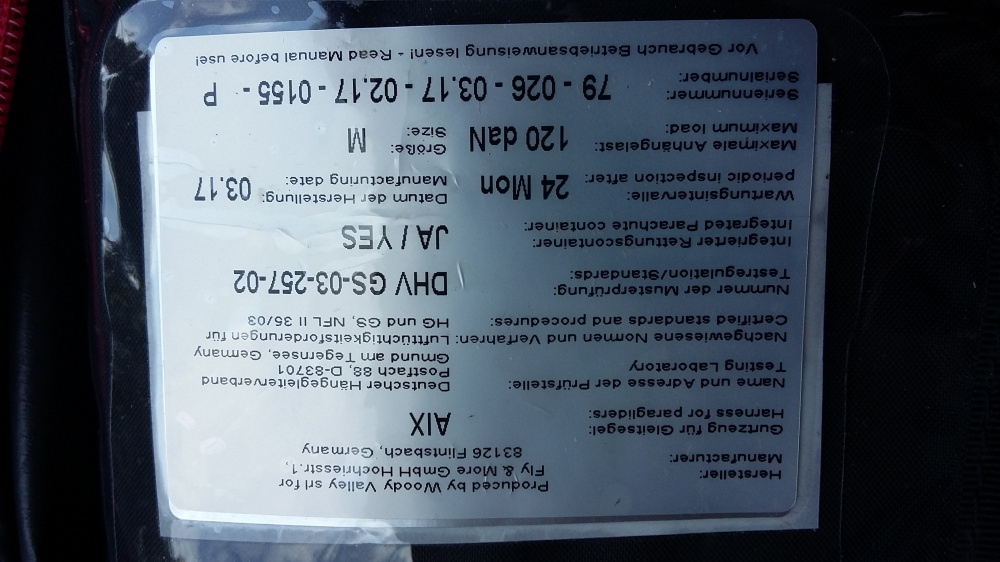 Hersteller: Produced by Woody Valley srl for
Manufacturer: Fly & More GmbH Hochriesstr.1,
83126 Flintsbach, Germany
Gurtzeug für Gleitsegel: AIX
Harness for paragliders:
Name und Adresse der Prüfstelle: Deutscher Hängegleiterverband
Testing Laboratory Postfach 88, D-83701
Gmund am Tegernsee, Germany
Nachgewiesene Normen und Verfahren: Lufttüchtigkeitsforderungen für
Certified standards and procedures: HG und GS, NFL II 35/03
Nummer der Musterprüfung: DHV GS-03-257-02
Testregulation/Standards:
Integrierter Rettungscontainer: JA / YES
Integrated Parachute container:
Wartungsintervalle: 24 Mon Datum der Herstellung: 03.17
periodic inspection after: Manufacturing date:
Maximale Anhängelast: 120 daN Größe: M
Maximum load: Size:
Seriennummer: 79 - 026 - 03.17 - 02.17 - 0155 - P
Serialnumber:
Vor Gebrauch Betriebsanweisung lesen! - Read Manual before use!